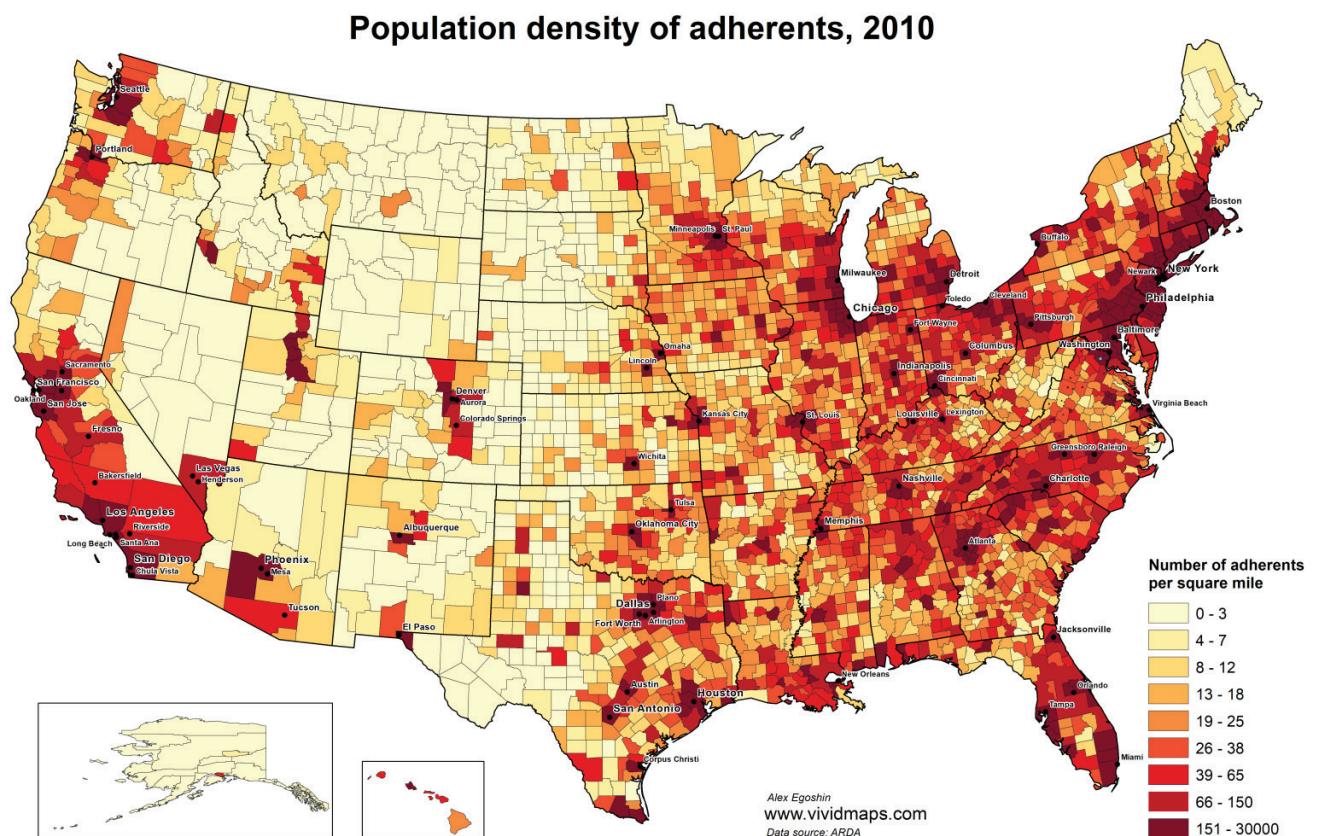 Population density of adherents, 2010
Seattle
Portland
Minneapolis
St. Paul
Boston
Buffalo
Milwaukee
Detroit
Newark
New York
Chicago
Toledo
Cleveland
Philadelphia
Fort Wayne
Pittsburgh
Baltimore
Omaha
Washington
Columbus
Lincoln
Indianapolis
Sacramento
Cincinnati
San Francisco
Denver
Oakland
Aurora
San Jose
Virginia Beach
Kansas City
St. Louis
Louisville
Lexington
Colorado Springs
Fresno
Greensboro
Raleigh
Wichita
Las Vegas
Bakersfield
Henderson
Nashville
Charlotte
Tulsa
Los Angeles
Albuquerque
Memphis
Riverside
Oklahoma City
Long Beach
Santa Ana
Atlanta
San Diego
Phoenix
Chula Vista
Mesa
Plano
Dallas
Tucson
Fort Worth
Arlington
El Paso
Jacksonville
New Orleans
Austin
Houston
Orlando
San Antonio
Tampa
Corpus Christi
Miami
Number of adherents
per square mile
0 - 3
4 - 7
8 - 12
13 - 18
19 - 25
26 - 38
39 - 65
66 - 150
151 - 30000
Alex Egoshin
www.vividmaps.com
Data source: ARDA